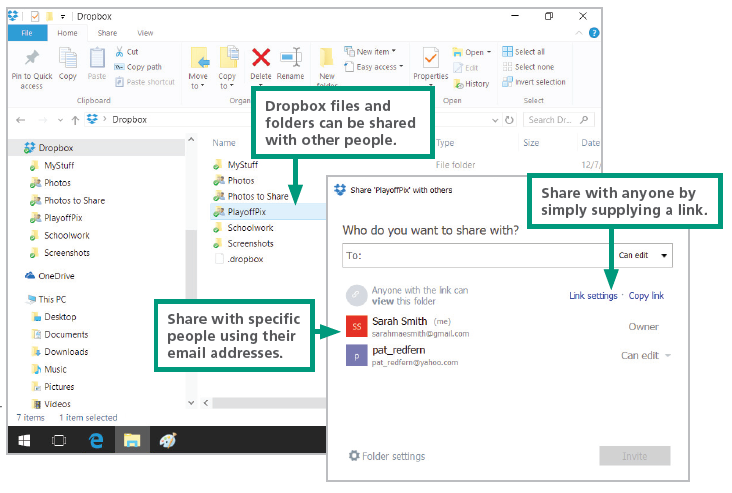 Dropbox
File Home Share View
Pin to Quick
access
Copy
Paste
Cut
Copy path
Paste shortcut
Clipboard
Move
to
Copy
to
Delete
Rename
New
New item
Easy access
Properties
Open
Edit
History
Open
Select all
Select none
Invert selection
Select
Dropbox
Search Dr...
Dropbox files and
folders can be shared
with other people.
Dropbox
MyStuff
Photos
Photos to Share
PlayoffPix
Schoolwork
Screenshots
OneDrive
This PC
Desktop
Documents
Downloads
Music
Pictures
Videos
Name Type Size Date
MyStuff File folder 12/7/
Photos
Photos to Share
PlayoffPix
Schoolwork
Screenshots
.dropbox
7 items 1 item selected
Share 'PlayoffPix' with others
Share with anyone by
simply supplying a link.
Who do you want to share with?
To: Can edit
Anyone with the link can
view this folder
Link settings · Copy link
Share with specific
people using their
email addresses.
SS
Sarah Smith (me)
sarahmaesmith@gmail.com
Owner
p
pat_redfern
pat_redfern@yahoo.com
Can edit
Folder settings
Invite